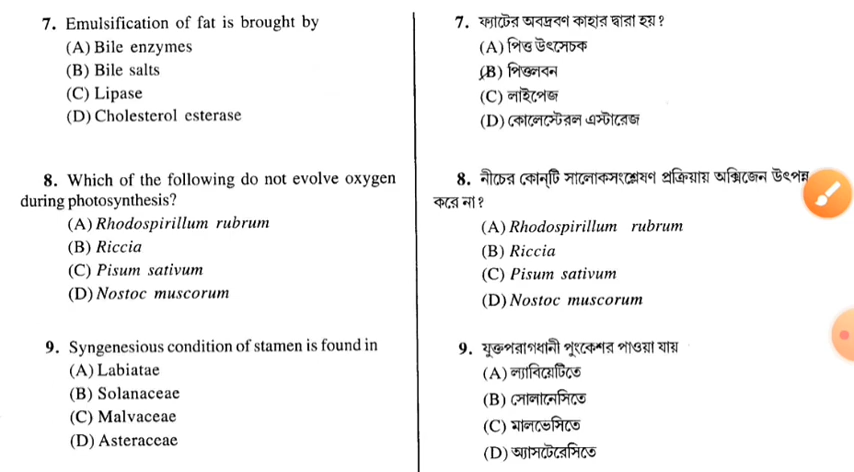 7. Emulsification of fat is brought by
(A) Bile enzymes
(B) Bile salts
(C) Lipase
(D) Cholesterol esterase
8. Which of the following do not evolve oxygen
during photosynthesis?
(A) Rhodospirillum rubrum
(B) Riccia
(C) Pisum sativum
(D) Nostoc muscorum
9. Syngenesious condition of stamen is found in
(A) Labiatae
(B) Solanaceae
(C) Malvaceae
(D) Asteraceae
7. ফ্যাটের অবদ্রবণ কাহার দ্বারা হয়?
(A) পিত্ত উৎসেচক
(B) পিত্তলবন
(C) লাইপেজ
(D) কোলেস্টেরল এস্টারেজ
8. নীচের কোন্‌টি সালোকসংশ্লেষণ প্রক্রিয়ায় অক্সিজেন উৎপন্ন
করে না?
(A) Rhodospirillum rubrum
(B) Riccia
(C) Pisum sativum
(D) Nostoc muscorum
9. যুক্তপরাগধানী পুংকেশর পাওয়া যায়
(A) ল্যাবিয়েটিতে
(B) সোলানেসিতে
(C) মালভেসিতে
(D) অ্যাসটেরেসিতে